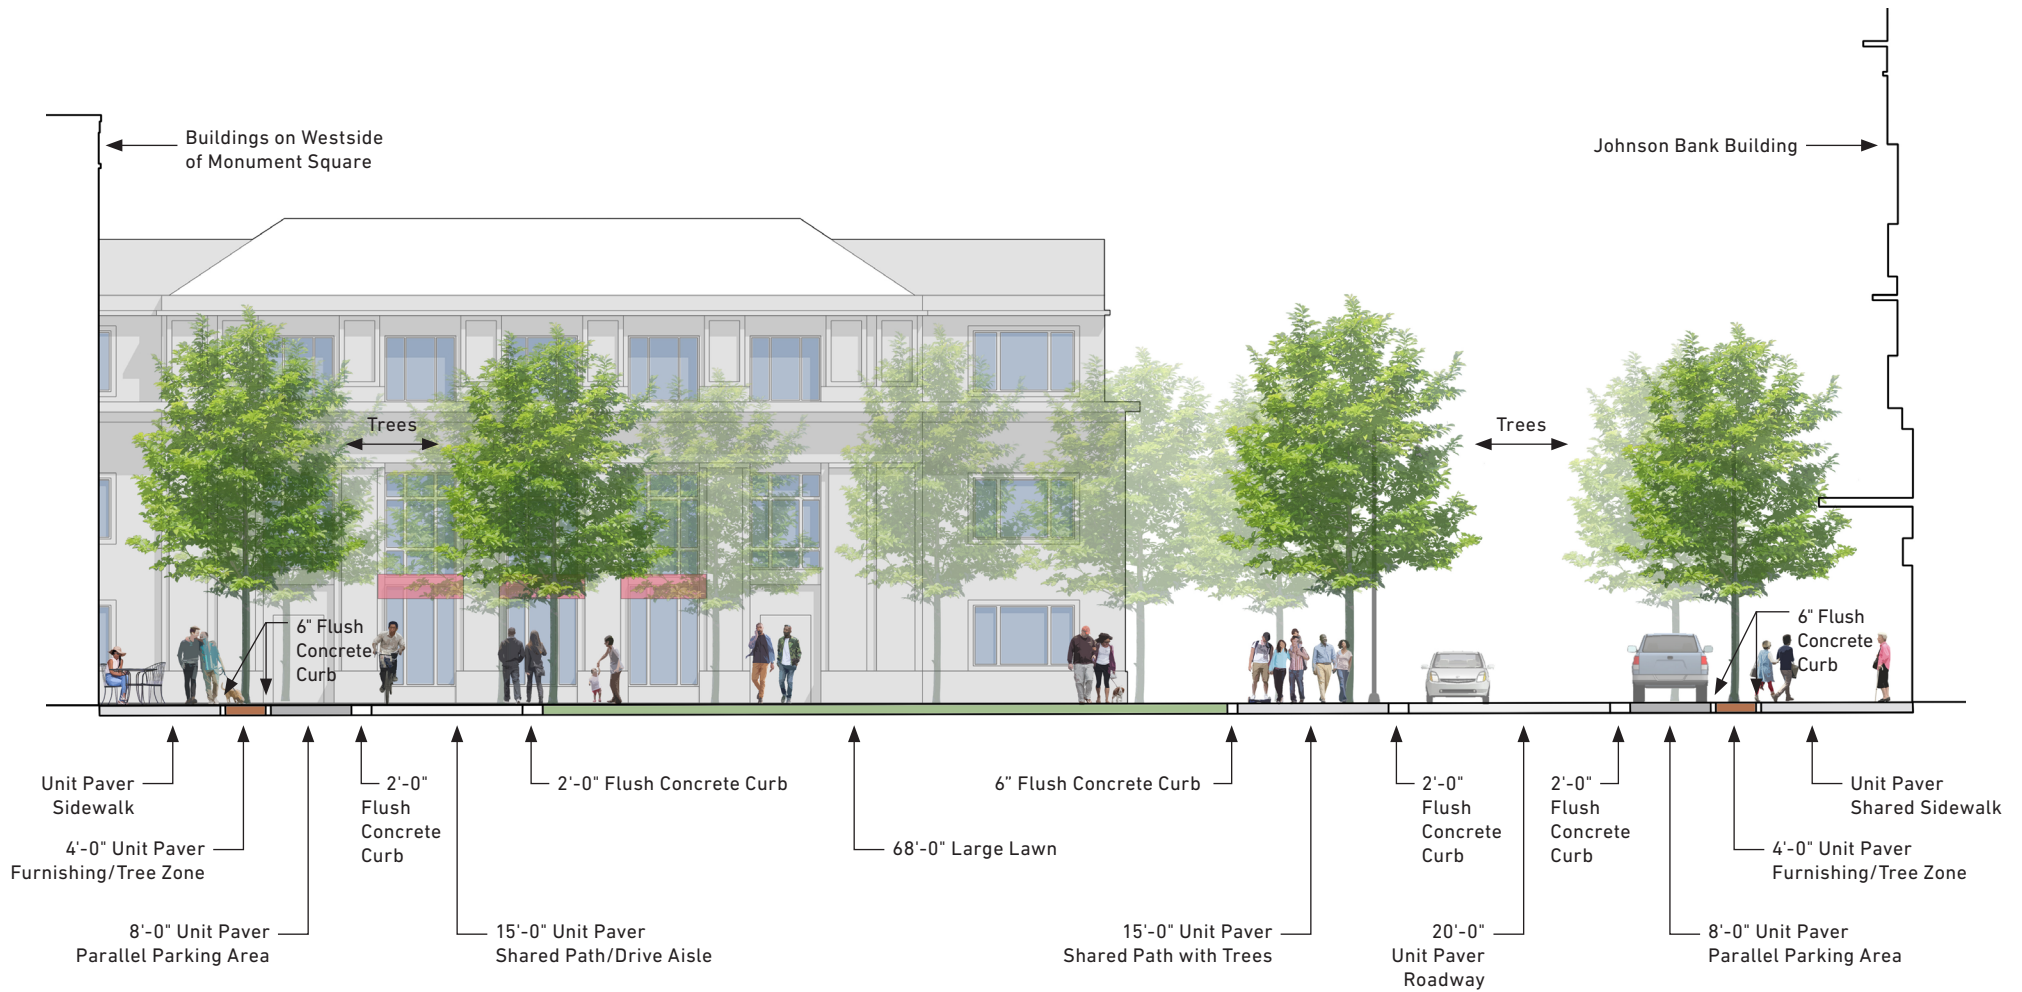 Buildings on Westside
of Monument Square
Johnson Bank Building
Trees
Trees
6" Flush
Concrete
Curb
6" Flush
Concrete
Curb
Unit Paver
Sidewalk
4'-0" Unit Paver
Furnishing/Tree Zone
8'-0" Unit Paver
Parallel Parking Area
2'-0"
Flush
Concrete
Curb
15'-0" Unit Paver
Shared Path/Drive Aisle
2'-0" Flush Concrete Curb
68'-0" Large Lawn
6” Flush Concrete Curb
15'-0" Unit Paver
Shared Path with Trees
2'-0"
Flush
Concrete
Curb
20'-0"
Unit Paver
Roadway
2'-0"
Flush
Concrete
Curb
8'-0" Unit Paver
Parallel Parking Area
4'-0" Unit Paver
Furnishing/Tree Zone
Unit Paver
Shared Sidewalk